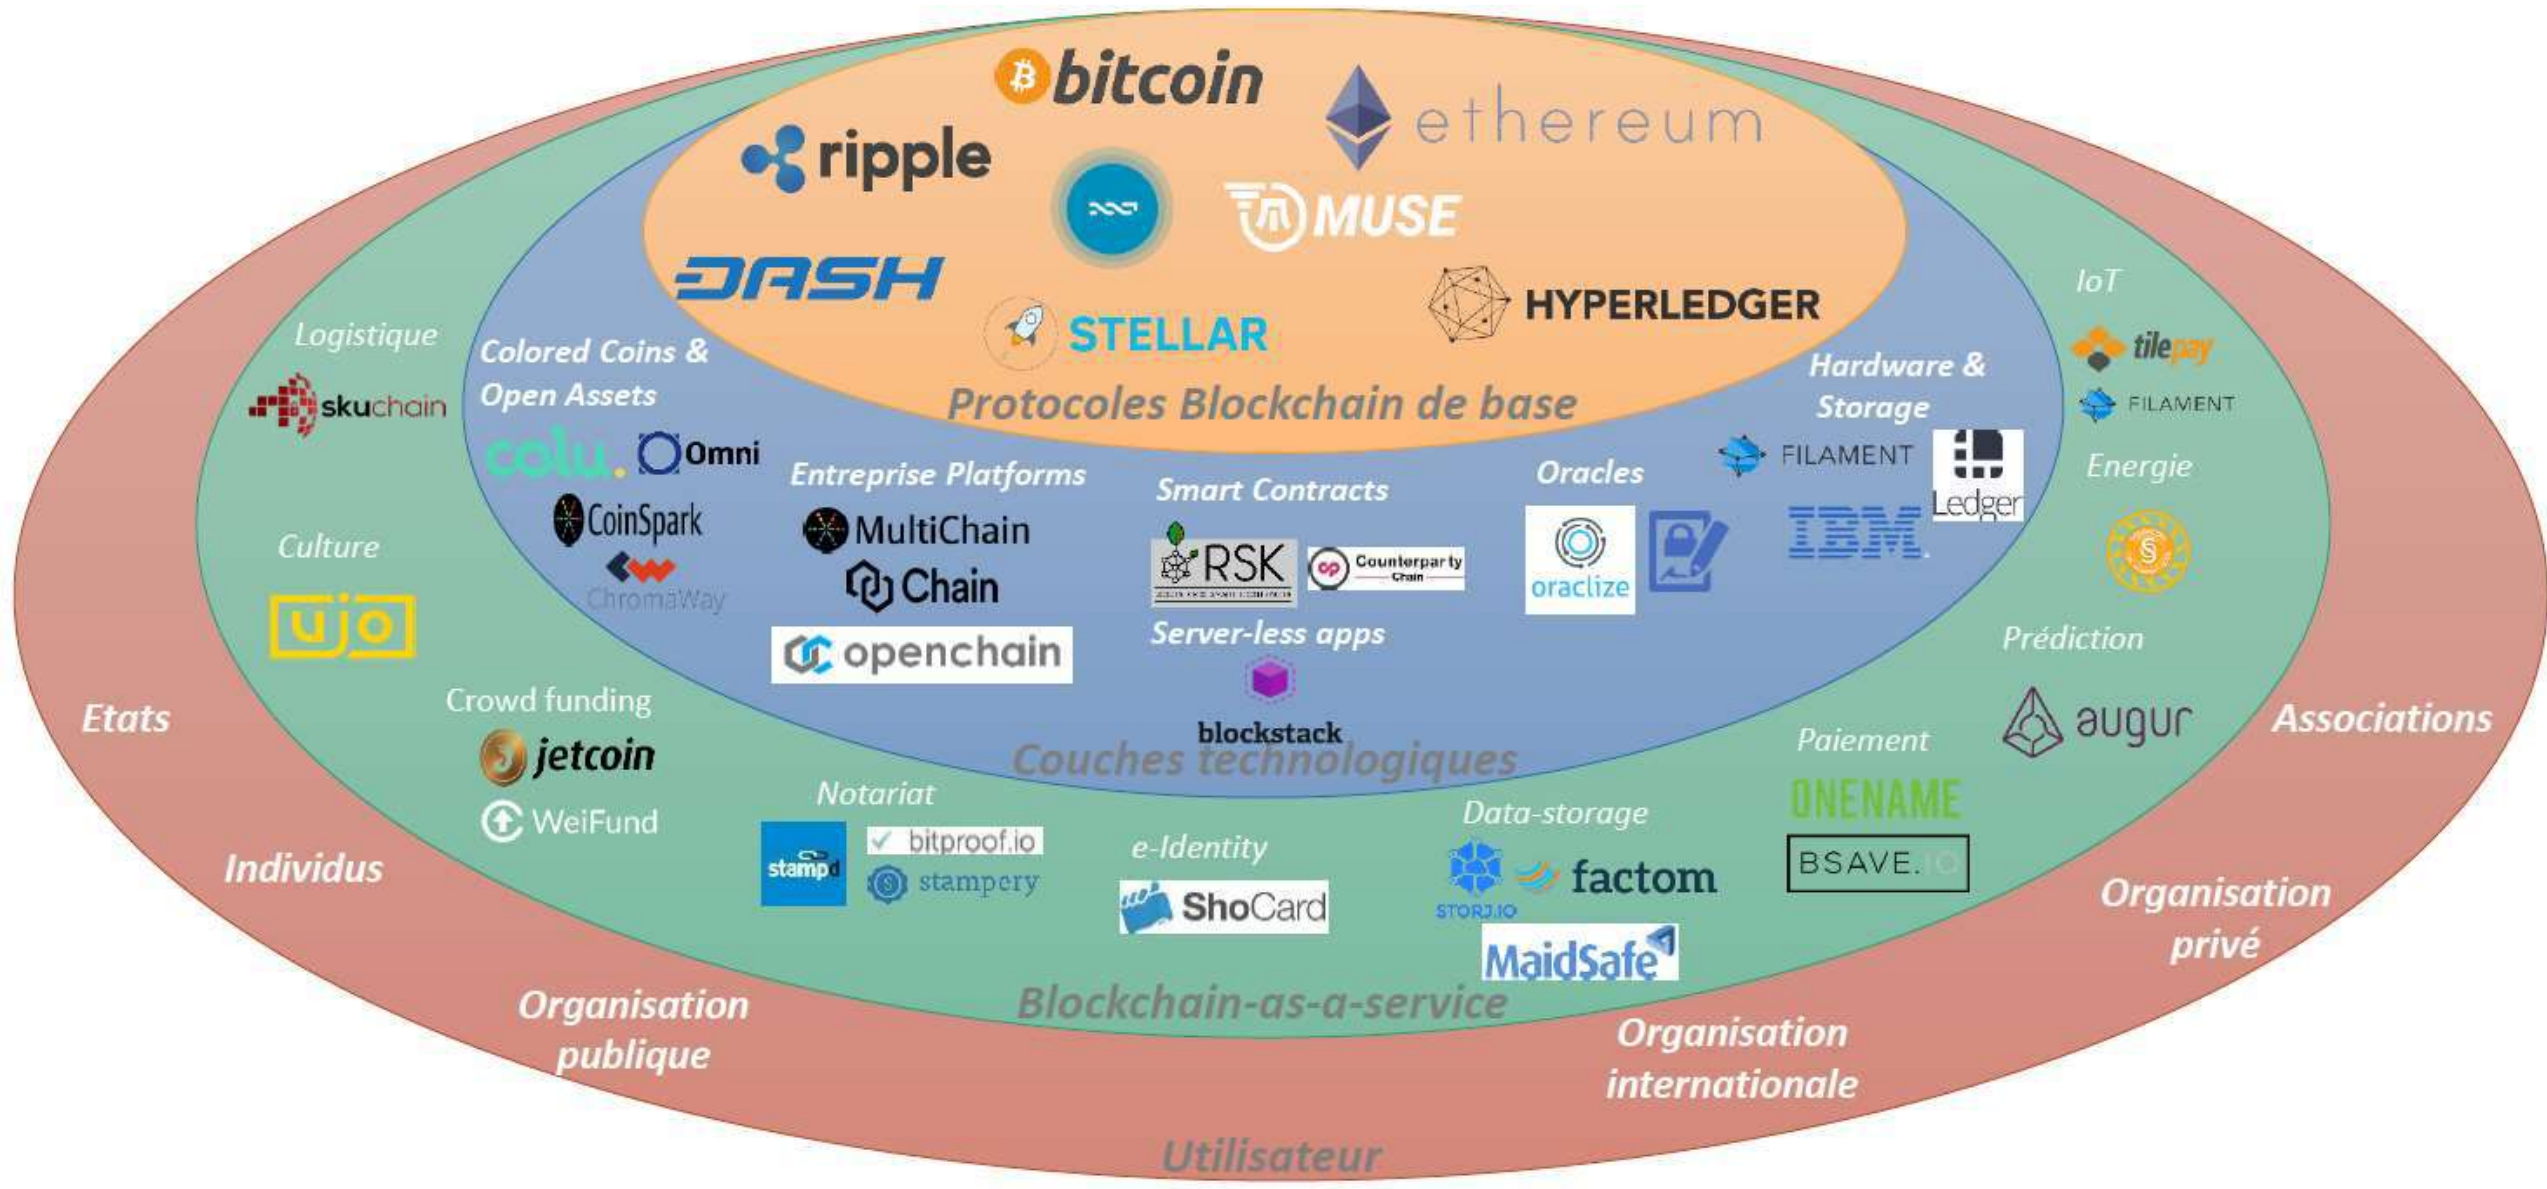 bitcoin
ethereum
ripple
MUSE
DASH
HYPERLEDGER
STELLAR
Protocoles Blockchain de base
Colored Coins &
Open Assets
colu.
Omni
CoinSpark
ChromaWay
Entreprise Platforms
MultiChain
Chain
openchain
Smart Contracts
RSK
Counterparty
Chain
Server-less apps
blockstack
Oracles
oraclize
Hardware &
Storage
FILAMENT
Ledger
IBM
Couches technologiques
Logistique
skuchain
Culture
ujo
Crowd funding
jetcoin
WeiFund
Notariat
stampd
bitproof.io
stampery
e-Identity
ShoCard
Data-storage
STORJ.IO
factom
MaidSafe
Paiement
ONENAME
BSAVE.IO
Prédiction
augur
Energie
IoT
tilepay
FILAMENT
Blockchain-as-a-service
Etats
Individus
Organisation
publique
Organisation
internationale
Organisation
privé
Associations
Utilisateur